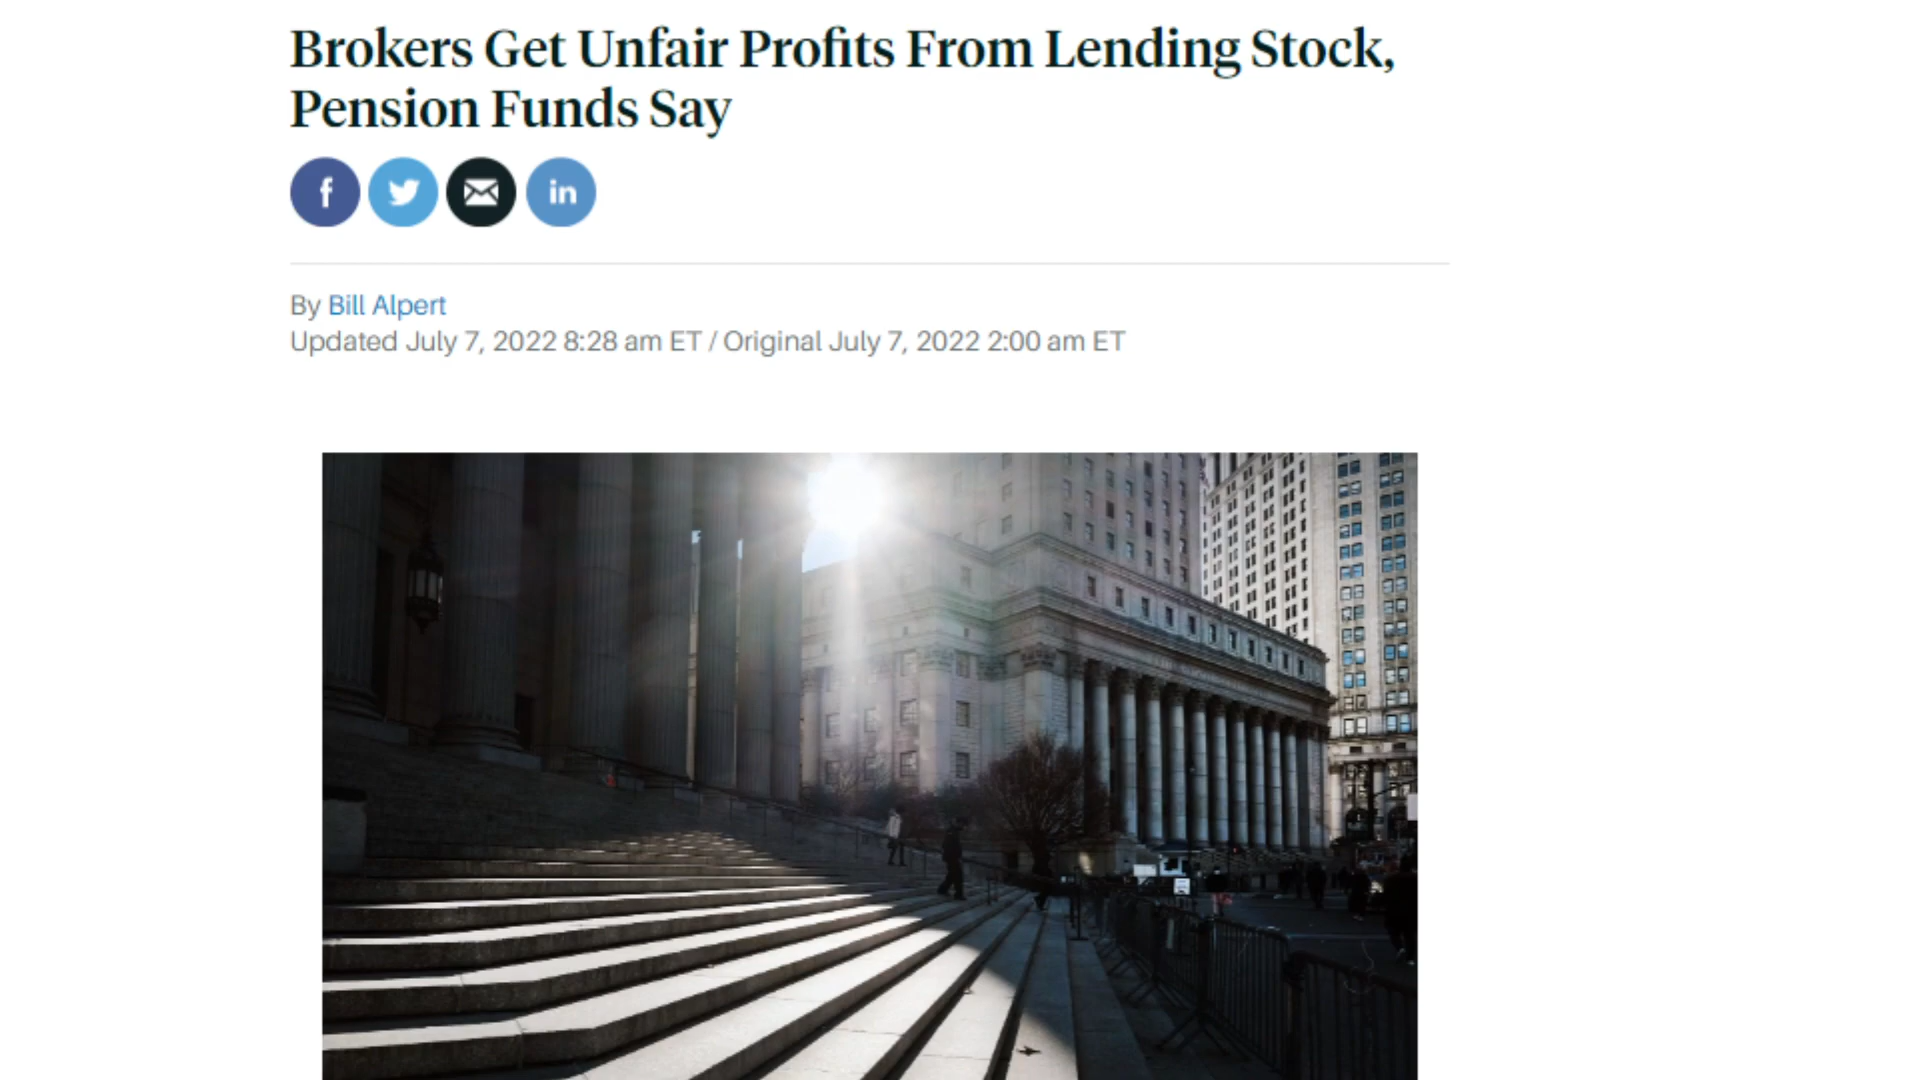 Brokers Get Unfair Profits From Lending Stock,
Pension Funds Say
f
in
By Bill Alpert
Updated July 7, 2022 8:28 am ET / Original July 7, 2022 2:00 am ET